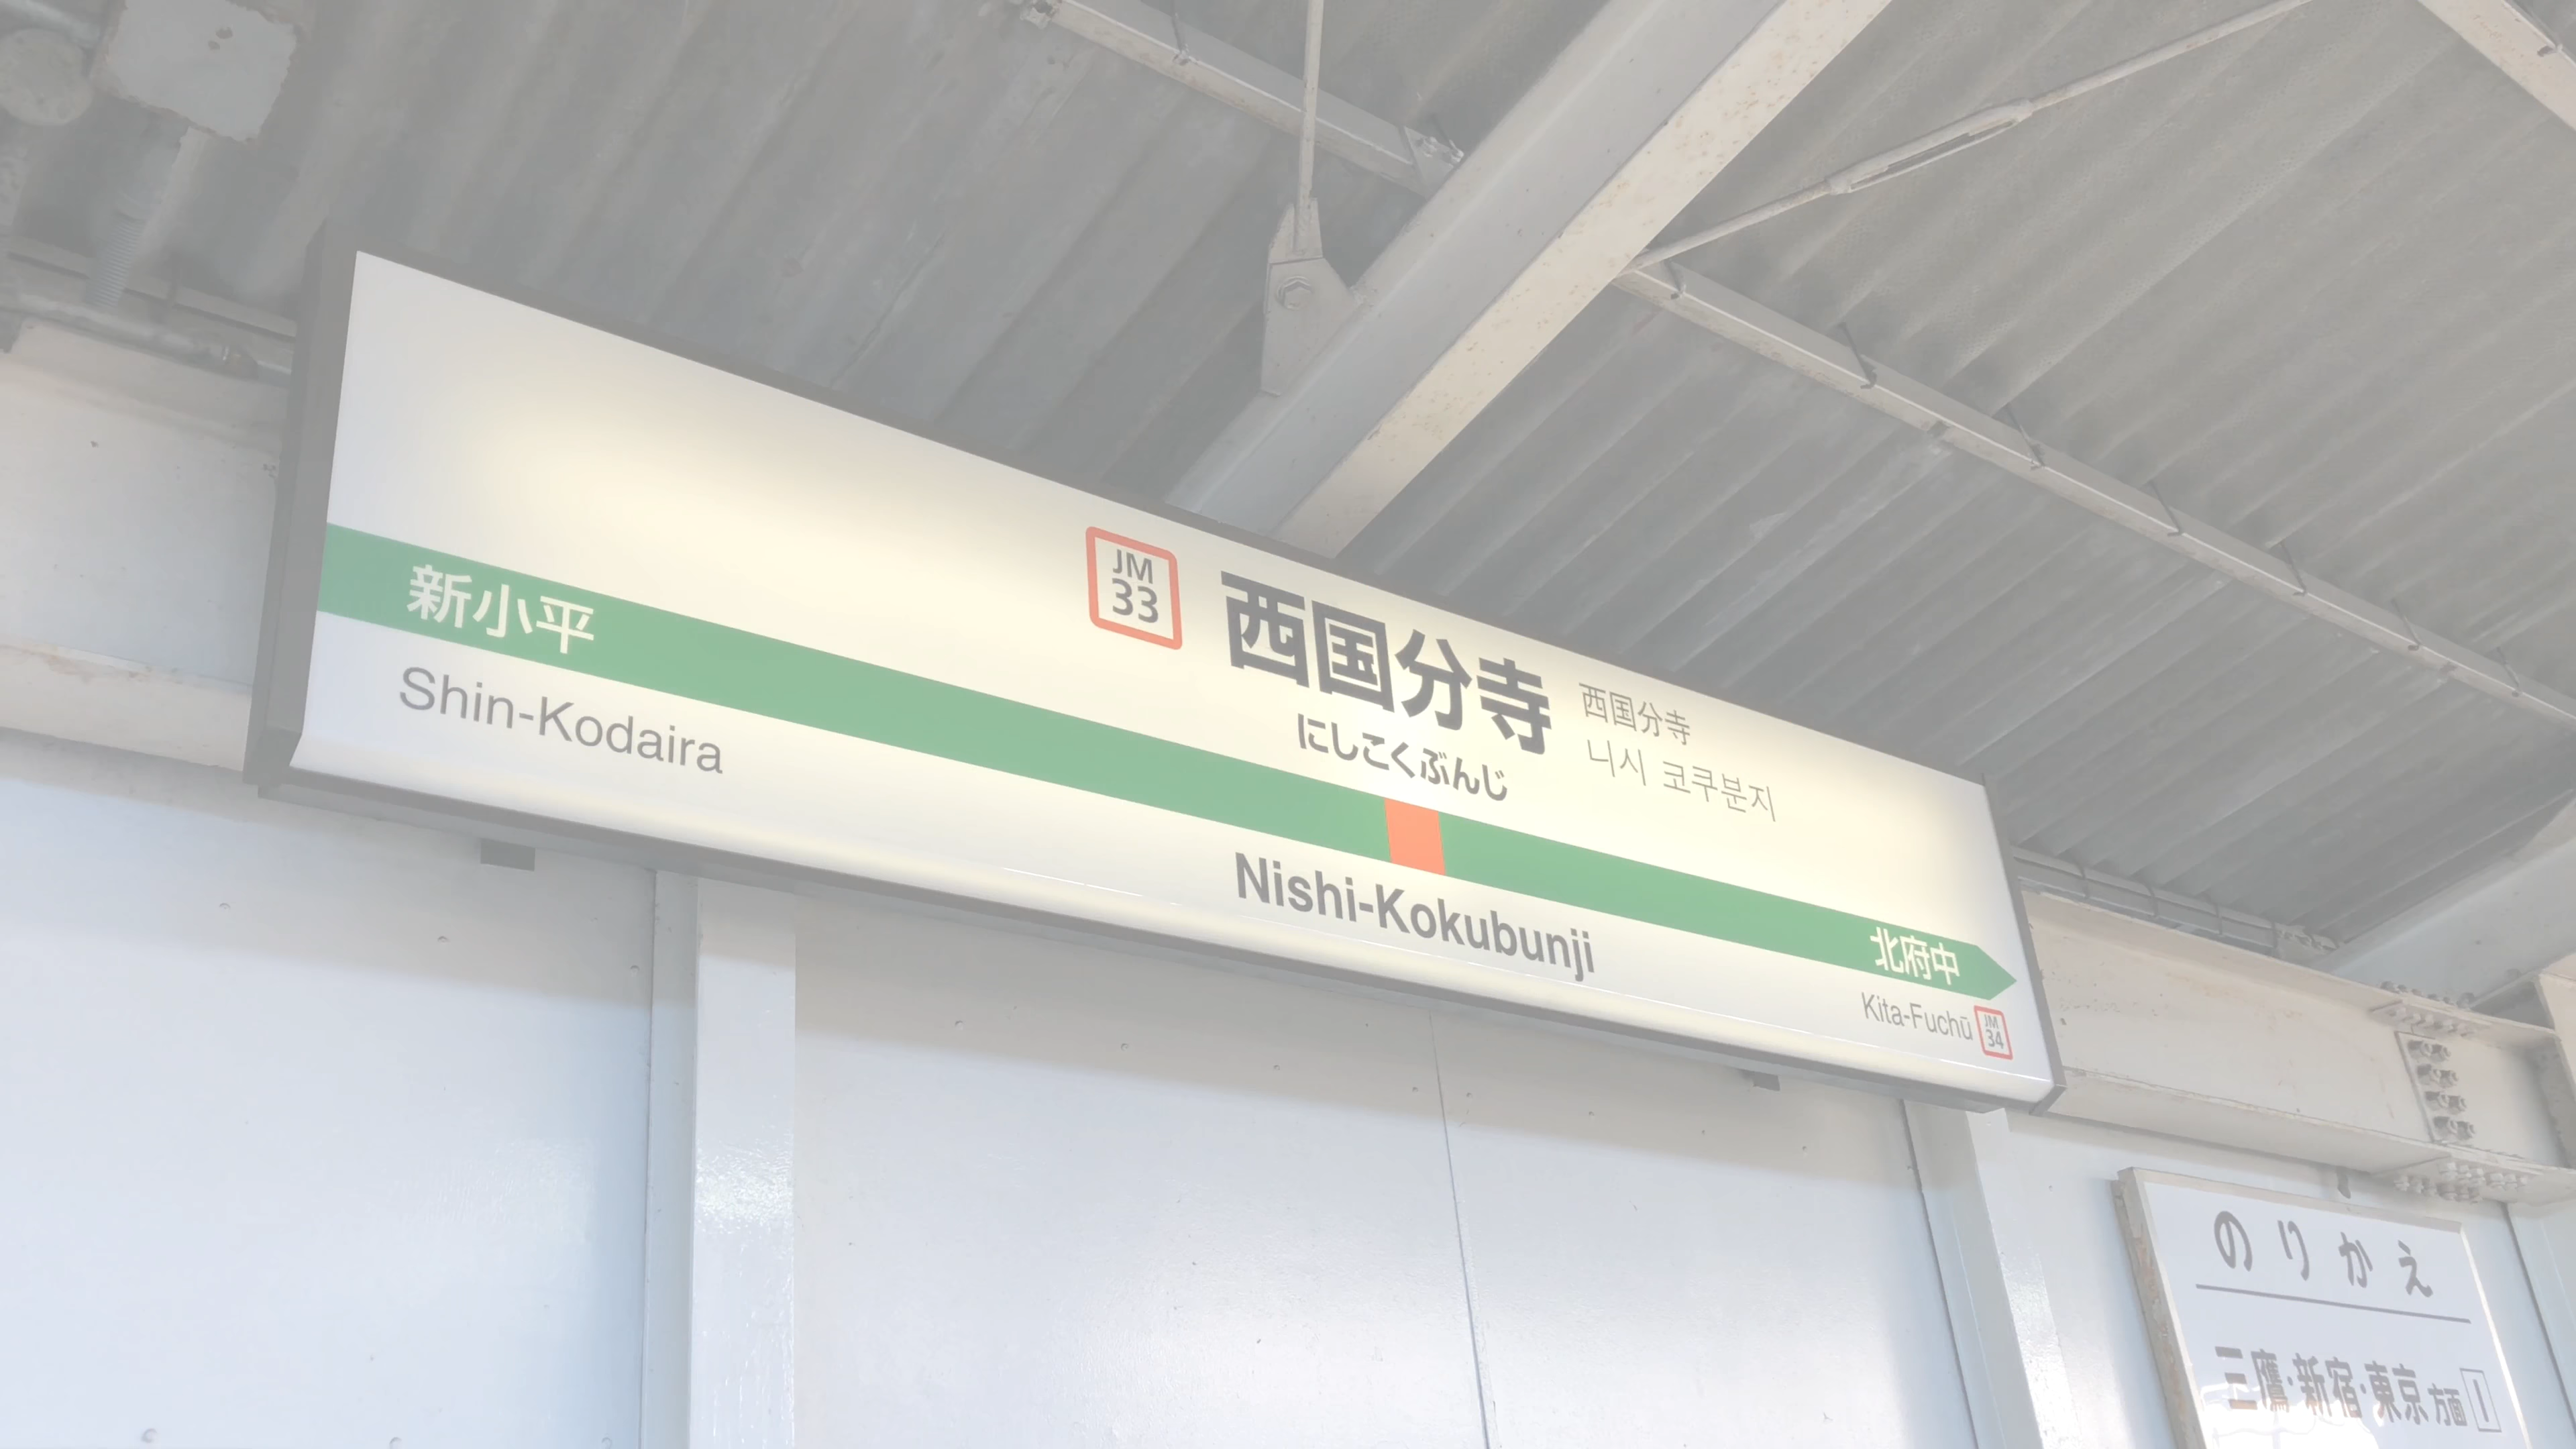 JM
33
西国分寺
西国分寺
にしこくぶんじ
니시 코쿠분지
新小平
北府中
Shin-Kodaira
Nishi-Kokubunji
Kita-Fuchū
JM
34
のりかえ
三鷹·新宿·東京方面 1